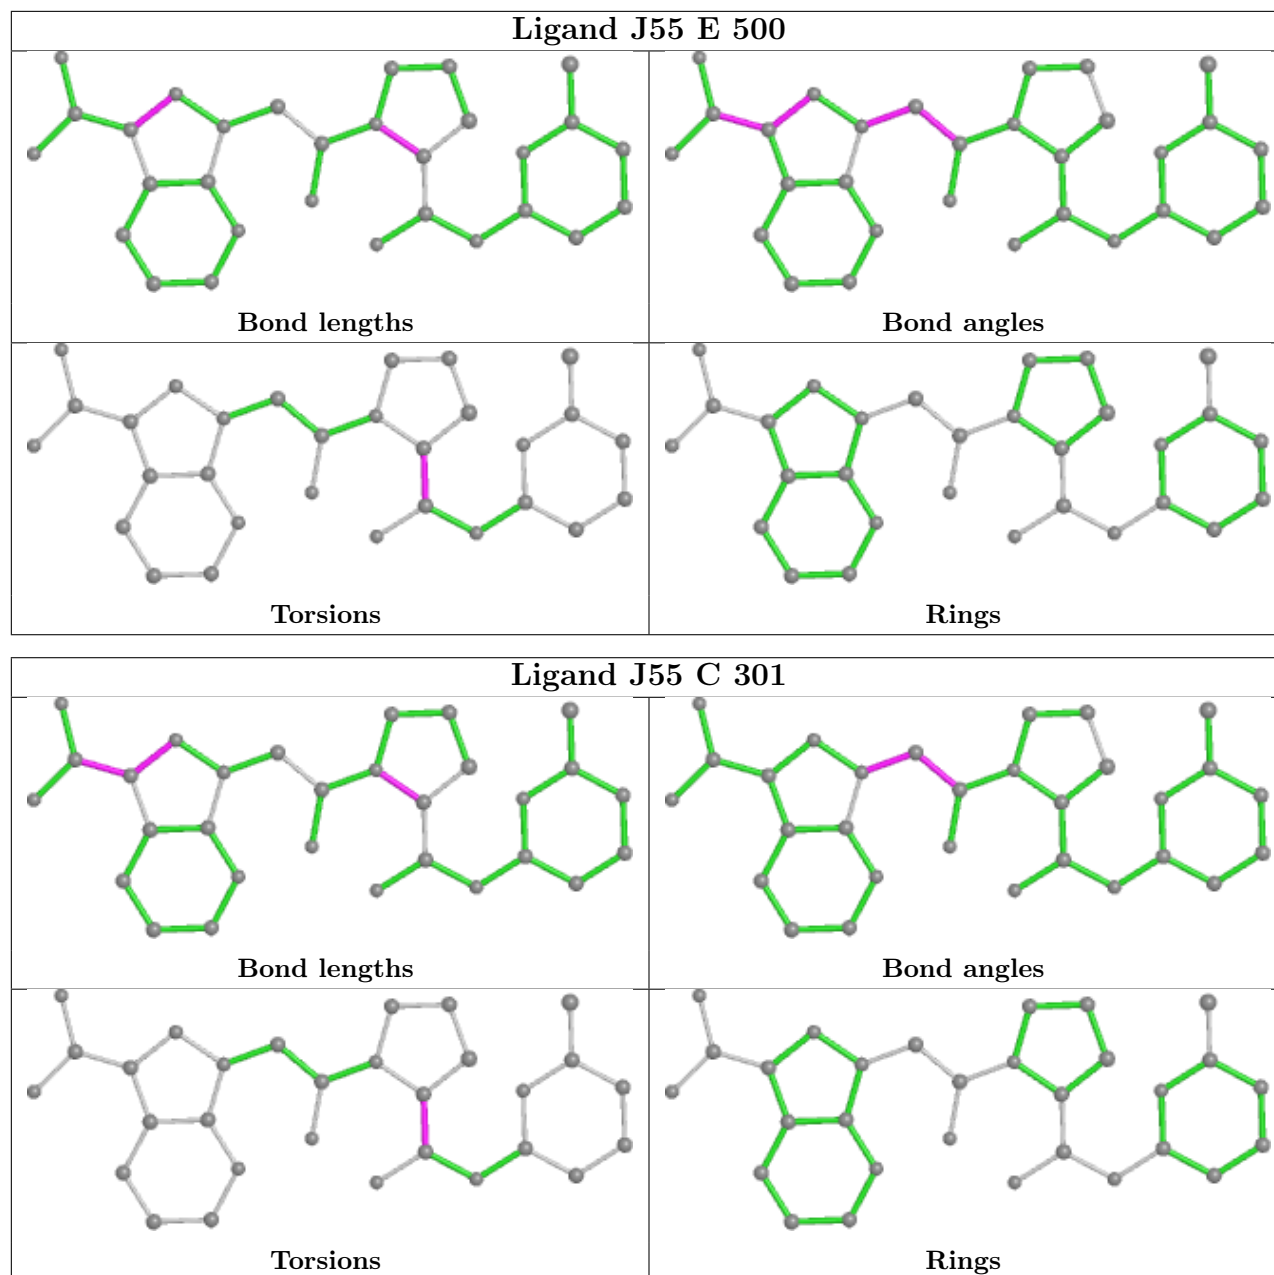 Ligand J55 E 500
Bond lengths
Bond angles
Torsions
Rings
Ligand J55 C 301
Bond lengths
Bond angles
Torsions
Rings